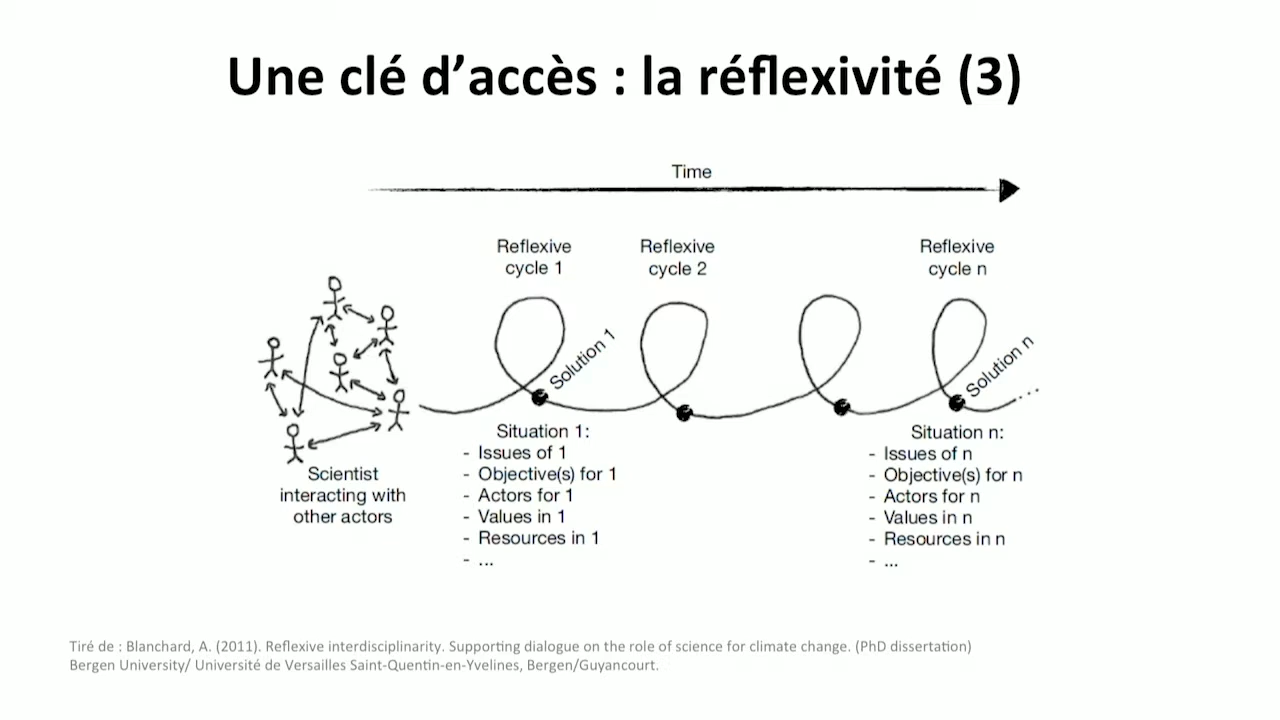 Une clé d'accès : la réflexivité (3)
Time
Reflexive
cycle 1
Reflexive
cycle 2
Reflexive
cycle n
Solution 1
Solution n
...
Scientist
interacting with
other actors
Situation 1:
- Issues of 1
- Objective(s) for 1
- Actors for 1
- Values in 1
- Resources in 1
- ...
Situation n:
- Issues of n
- Objective(s) for n
- Actors for n
- Values in n
- Resources in n
- ...
Tiré de : Blanchard, A. (2011). Reflexive interdisciplinarity. Supporting dialogue on the role of science for climate change. (PhD dissertation)
Bergen University/ Université de Versailles Saint-Quentin-en-Yvelines, Bergen/Guyancourt.